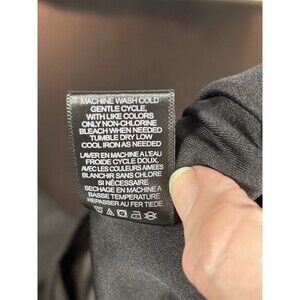 MACHINE WASH COLD
GENTLE CYCLE,
WITH LIKE COLORS
ONLY NON-CHLORINE
BLEACH WHEN NEEDED
TUMBLE DRY LOW
COOL IRON AS NEEDED
LAVER EN MACHINE A L'EAU
FROIDE CYCLE DOUX,
AVEC LES COULEURS AIMEES
BLANCHIR SANS CHLORE
SI NÉCESSAIRE
SECHAGE EN MACHINE A
BASSE TEMPERATURE
REPASSER AU FER TIEDE